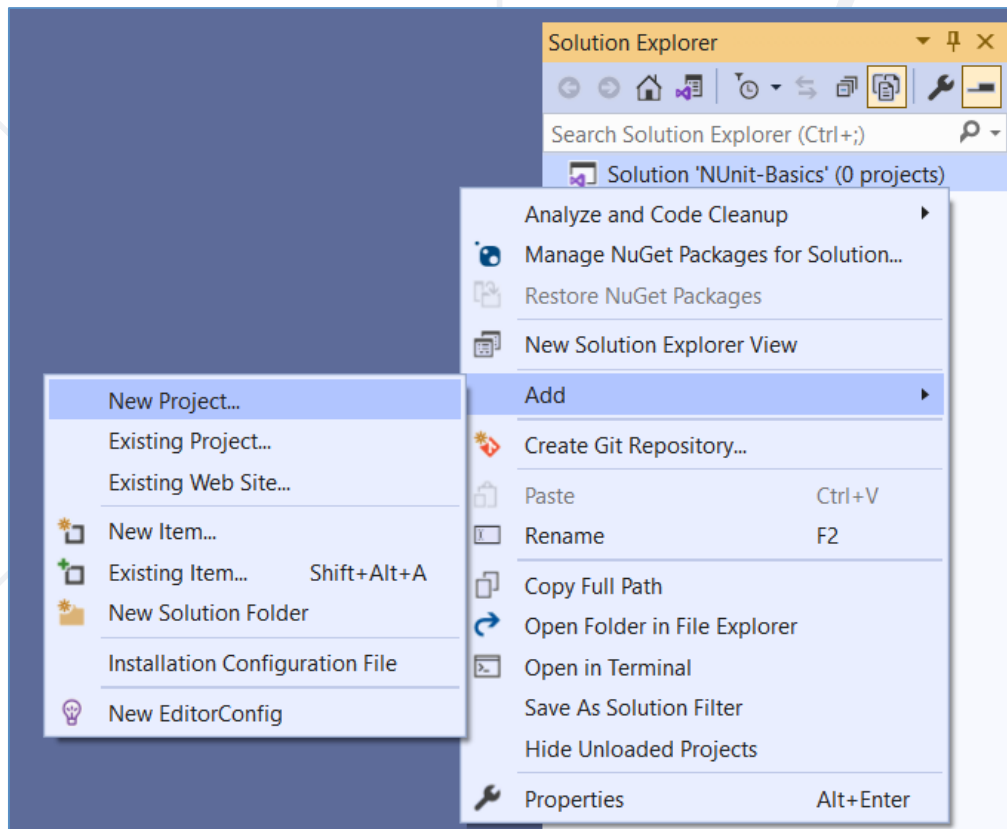 Solution Explorer
Search Solution Explorer (Ctrl+;)
Solution 'NUnit-Basics' (0 projects)
Analyze and Code Cleanup
Manage NuGet Packages for Solution...
Restore NuGet Packages
New Solution Explorer View
Add
Create Git Repository...
Paste Ctrl+V
Rename F2
Copy Full Path
Open Folder in File Explorer
Open in Terminal
Save As Solution Filter
Hide Unloaded Projects
Properties Alt+Enter
New Project...
Existing Project...
Existing Web Site...
New Item...
Existing Item... Shift+Alt+A
New Solution Folder
Installation Configuration File
New EditorConfig